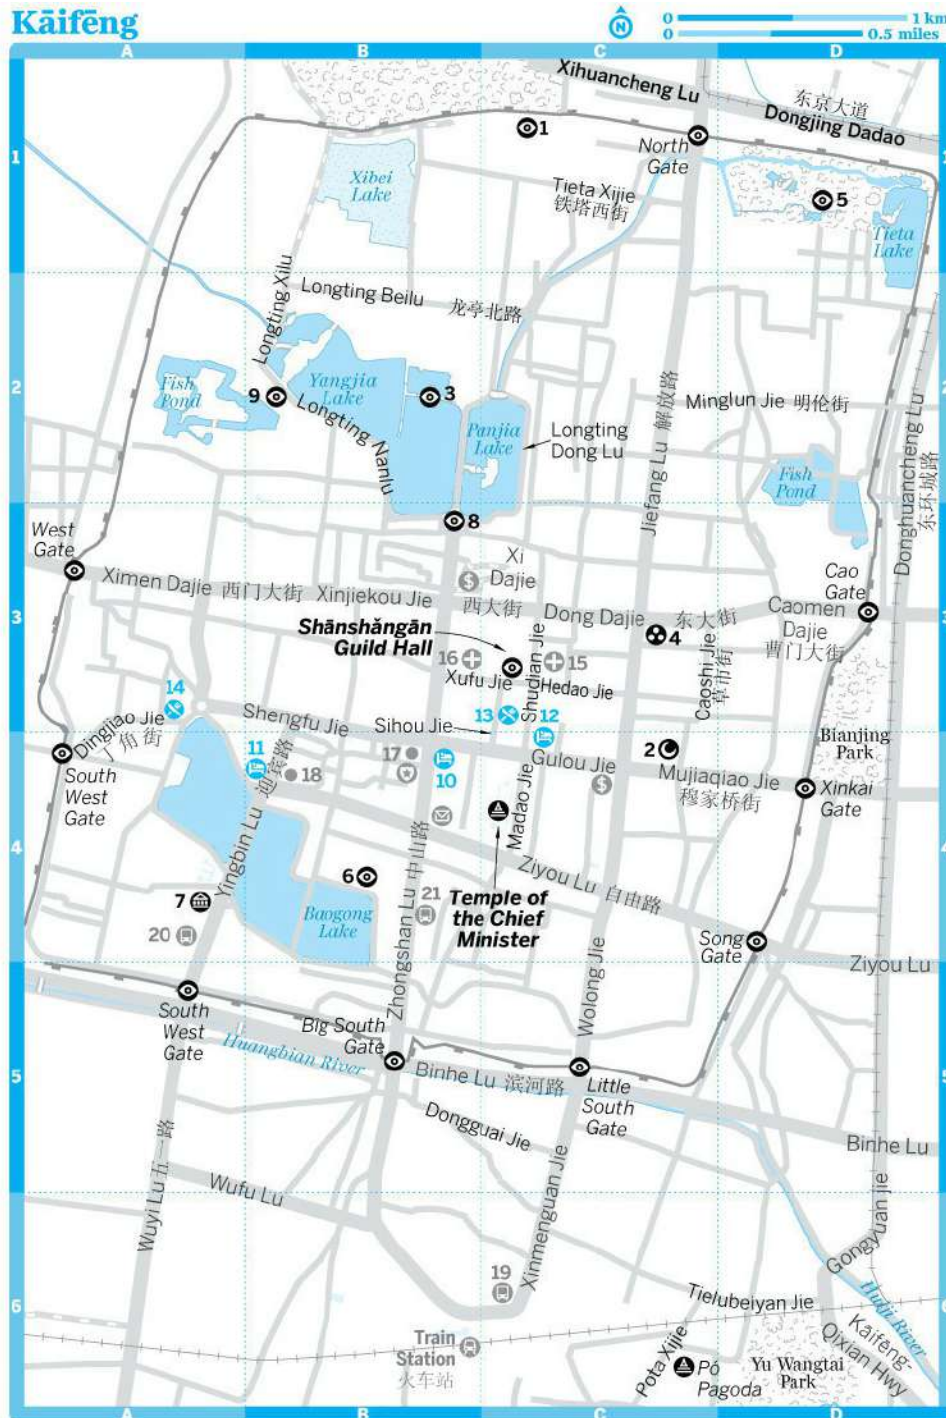 Kāifēng
N
0 1 km
0 0.5 miles
A B C D
1
Xihuancheng Lu
东京大道
Dongjing Dadao
1
North
Gate
Xibei
Lake
Tieta Xijie
铁塔西街
5
Tieta
Lake
Longting Xilu
Longting Beilu 龙亭北路
2
Fish
Pond
9
Yangjia
Lake
3
Longting Nanlu
Panjia
Lake
Longting
Dong Lu
Jiefang Lu 解放路
Minglun Jie 明伦街
Fish
Pond
Donghuancheng Lu
东环城路
8
West
Gate
Xi
Dajie
西大街
Cao
Gate
3
Ximen Dajie 西门大街
Xinjiekou Jie
$
Dong Dajie 东大街
Caomen
Dajie
曹门大街
Shānshǎngān
Guild Hall
4
16
15
Xufu Jie
Hedao Jie
Shudian Jie
Caoshi Jie
草市街
14
Dingjiao Jie
丁角街
Shengfu Jie
Sihou Jie
13
12
Bianjing
Park
South
West
Gate
11
18
17
10
Gulou Jie
2
$
Mujiaqiao Jie
穆家桥街
Xinkai
Gate
4
4
Yingbin Lu 迎宾路
Madao Jie
Ziyou Lu 自由路
Zhongshan Lu 中山路
6
7
20
Baogong
Lake
21
Temple of
the Chief
Minister
Song
Gate
Ziyou Lu
Wolong Jie
South
West
Gate
Big South
Gate
Huangbian River
5
5
Binhe Lu 滨河路
Little
South
Gate
Dongguai Jie
Binhe Lu
Wuyi Lu 五一路
Wufu Lu
Xinmenguan Jie
Gongyuan jie
19
6
6
Tielubeiyan Jie
Huiji River
Train
Station
火车站
Pota Xijie
Pó
Pagoda
Yu Wangtai
Park
Kaifeng-
Qixian Hwy
A B C D